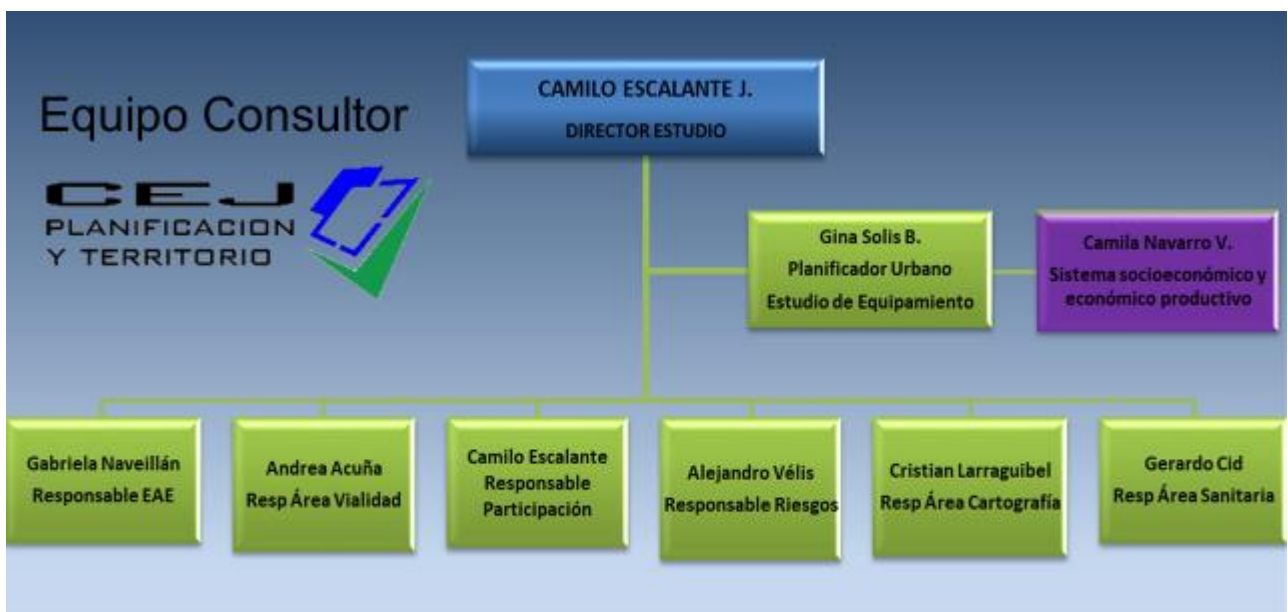 Equipo Consultor
CEJ
PLANIFICACION
Y TERRITORIO
CAMILO ESCALANTE J.
DIRECTOR ESTUDIO
Gina Solis B.
Planificador Urbano
Estudio de Equipamiento
Camila Navarro V.
Sistema socioeconómico y
económico productivo
Gabriela Naveillán
Responsable EAE
Andrea Acuña
Resp Área Vialidad
Camilo Escalante
Responsable
Participación
Alejandro Vélis
Responsable Riesgos
Cristian Larraguibel
Resp Área Cartografía
Gerardo Cid
Resp Área Sanitaria